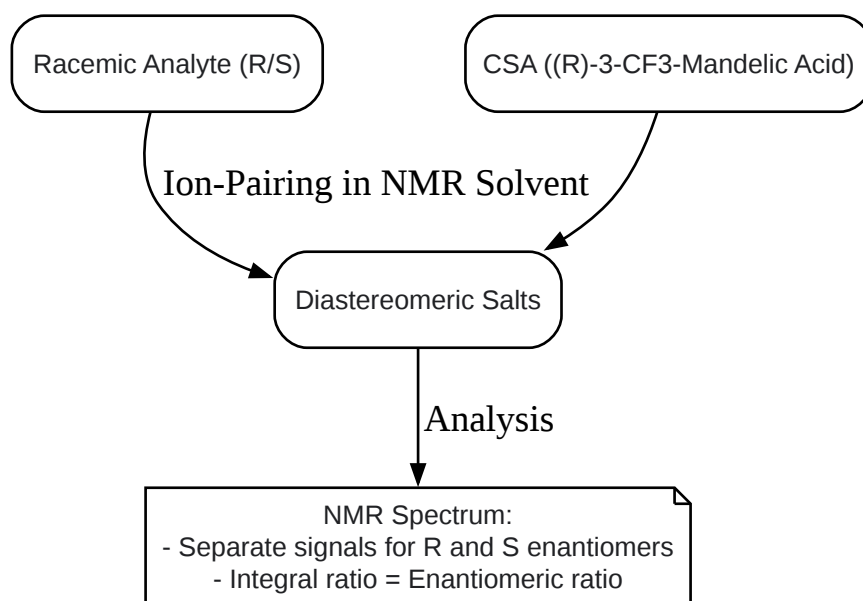 Racemic Analyte (R/S)
CSA ((R)-3-CF3-Mandelic Acid)
Ion-Pairing in NMR Solvent
Diastereomeric Salts
Analysis
NMR Spectrum:
- Separate signals for R and S enantiomers
- Integral ratio = Enantiomeric ratio